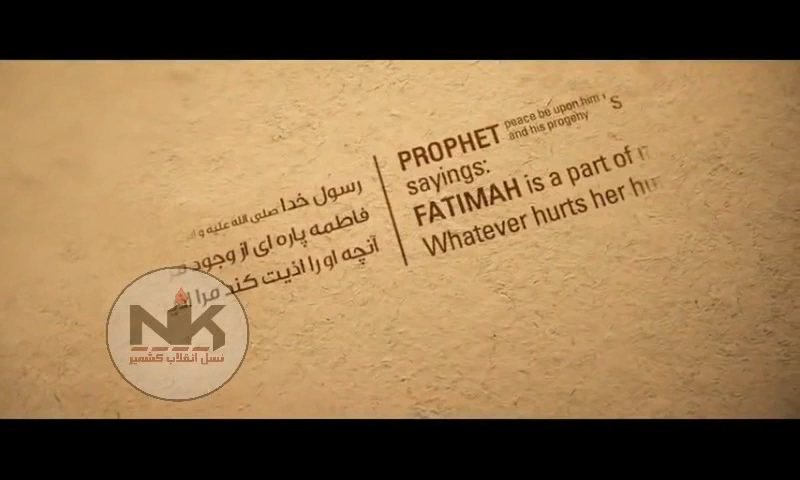 PROPHET peace be upon him and his progeny 's
sayings:
FATIMAH is a part of
Whatever hurts her
رسول خدا صلی الله علیه و
فاطمه پاره ای از وجود
آنچه او را اذیت کند مرا
NK
نسل انقلاب کشمیر